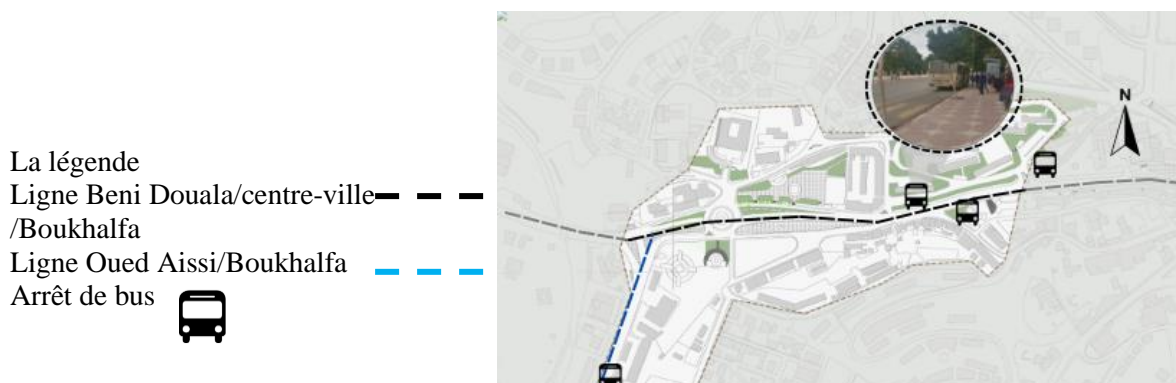 La légende
Ligne Beni Douala/centre-ville
/Boukhalfa
Ligne Oued Aissi/Boukhalfa
Arrêt de bus
N